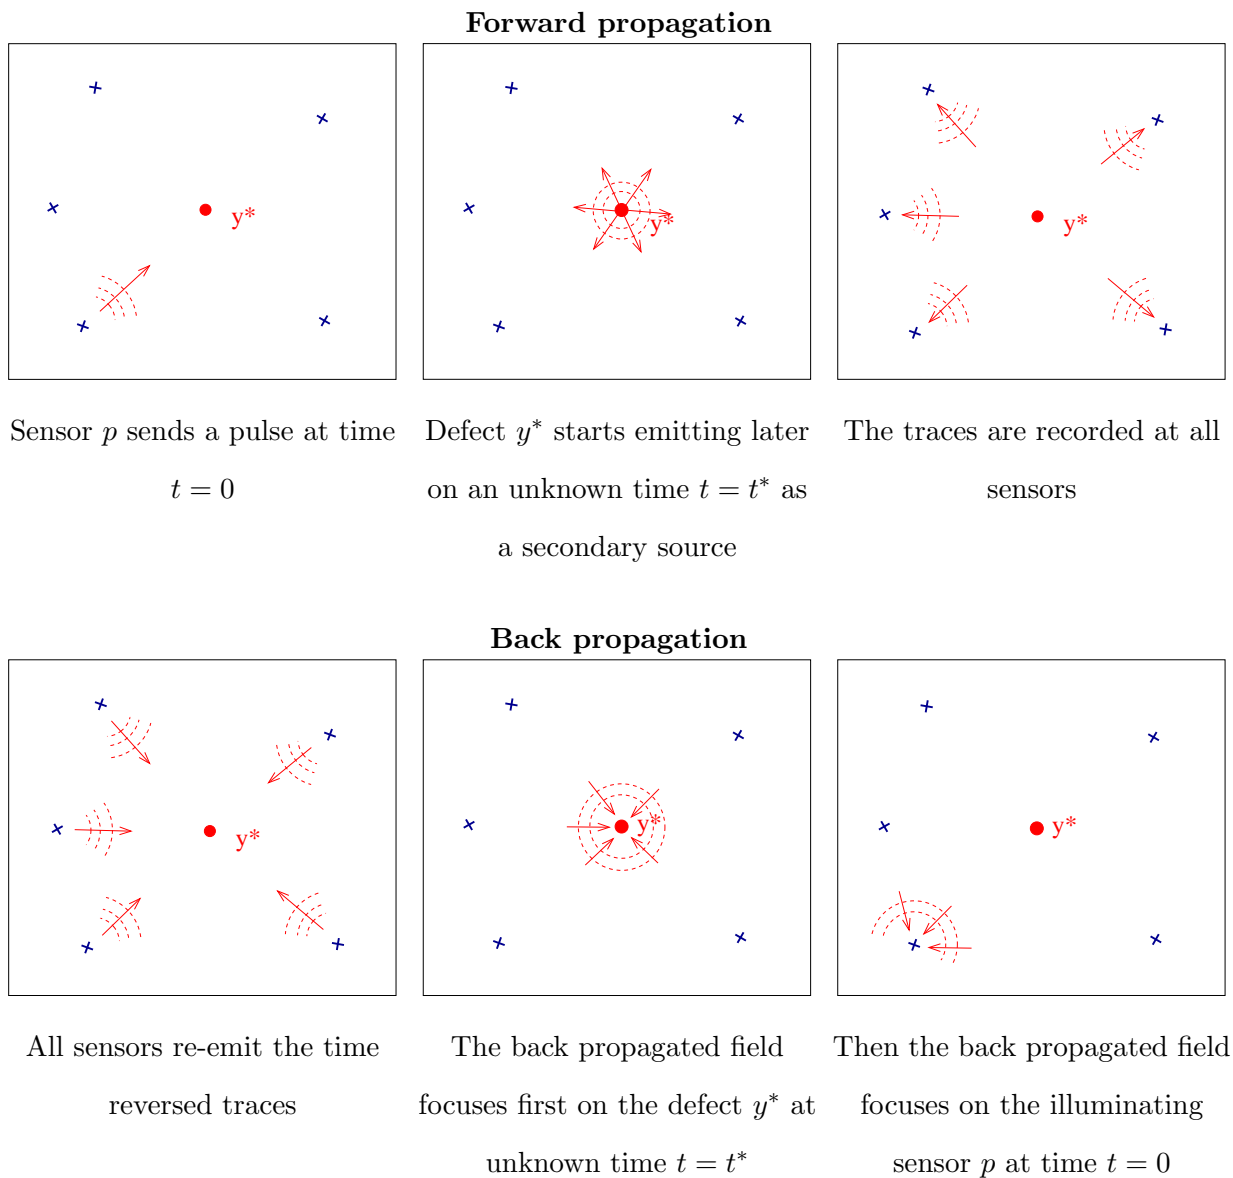 Forward propagation
y*
y*
y*
Sensor p sends a pulse at time
t = 0
Defect y* starts emitting later
on an unknown time t = t* as
a secondary source
The traces are recorded at all
sensors
Back propagation
y*
y*
y*
All sensors re-emit the time
reversed traces
The back propagated field
focuses first on the defect y* at
unknown time t = t*
Then the back propagated field
focuses on the illuminating
sensor p at time t = 0